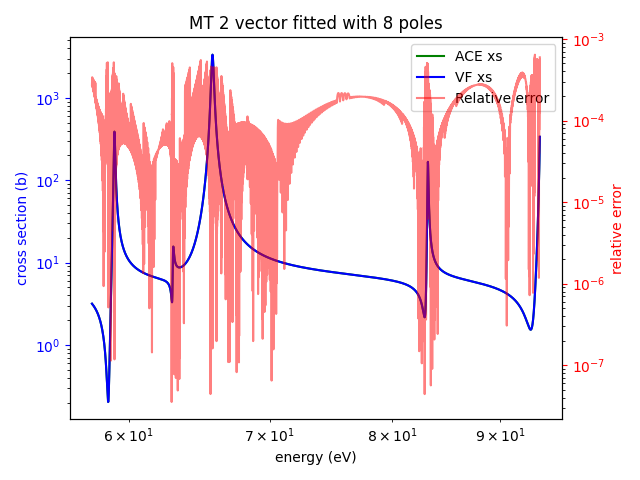 MT 2 vector fitted with 8 poles
ACE xs
VF xs
Relative error
cross section (b)
10³
10²
10¹
10⁰
relative error
10⁻³
10⁻⁴
10⁻⁵
10⁻⁶
10⁻⁷
6 × 10¹ 7 × 10¹ 8 × 10¹ 9 × 10¹
energy (eV)